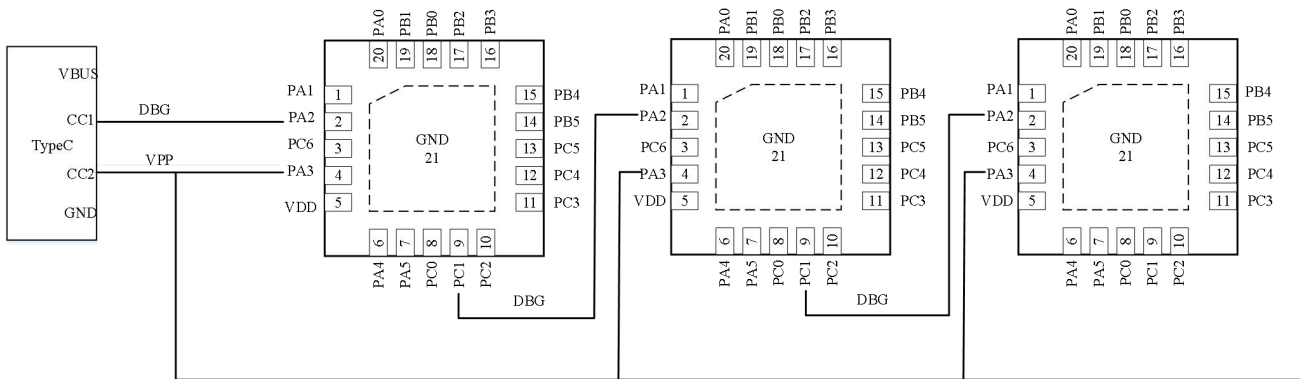 PA0 PB1 PB0 PB2 PB3
20 19 18 17 16
VBUS
CC1
TypeC
CC2
GND
DBG
VPP
PA1 1
PA2 2
PC6 3
PA3 4
VDD 5
GND
21
15 PB4
14 PB5
13 PC5
12 PC4
11 PC3
6 7 8 9 10
PA4 PA5 PC0 PC1 PC2
DBG
PA0 PB1 PB0 PB2 PB3
20 19 18 17 16
PA1 1
PA2 2
PC6 3
PA3 4
VDD 5
GND
21
15 PB4
14 PB5
13 PC5
12 PC4
11 PC3
6 7 8 9 10
PA4 PA5 PC0 PC1 PC2
DBG
PA0 PB1 PB0 PB2 PB3
20 19 18 17 16
PA1 1
PA2 2
PC6 3
PA3 4
VDD 5
GND
21
15 PB4
14 PB5
13 PC5
12 PC4
11 PC3
6 7 8 9 10
PA4 PA5 PC0 PC1 PC2